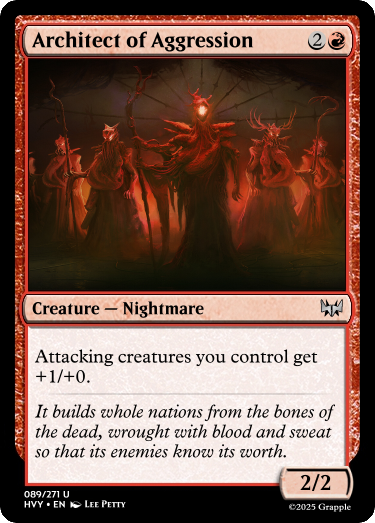 Architect of Aggression 2
Creature — Nightmare
Attacking creatures you control get
+1/+0.
It builds whole nations from the bones of
the dead, wrought with blood and sweat
so that its enemies know its worth.
2/2
089/271 U
HVY • EN Lee Petty
©2025 Grapple